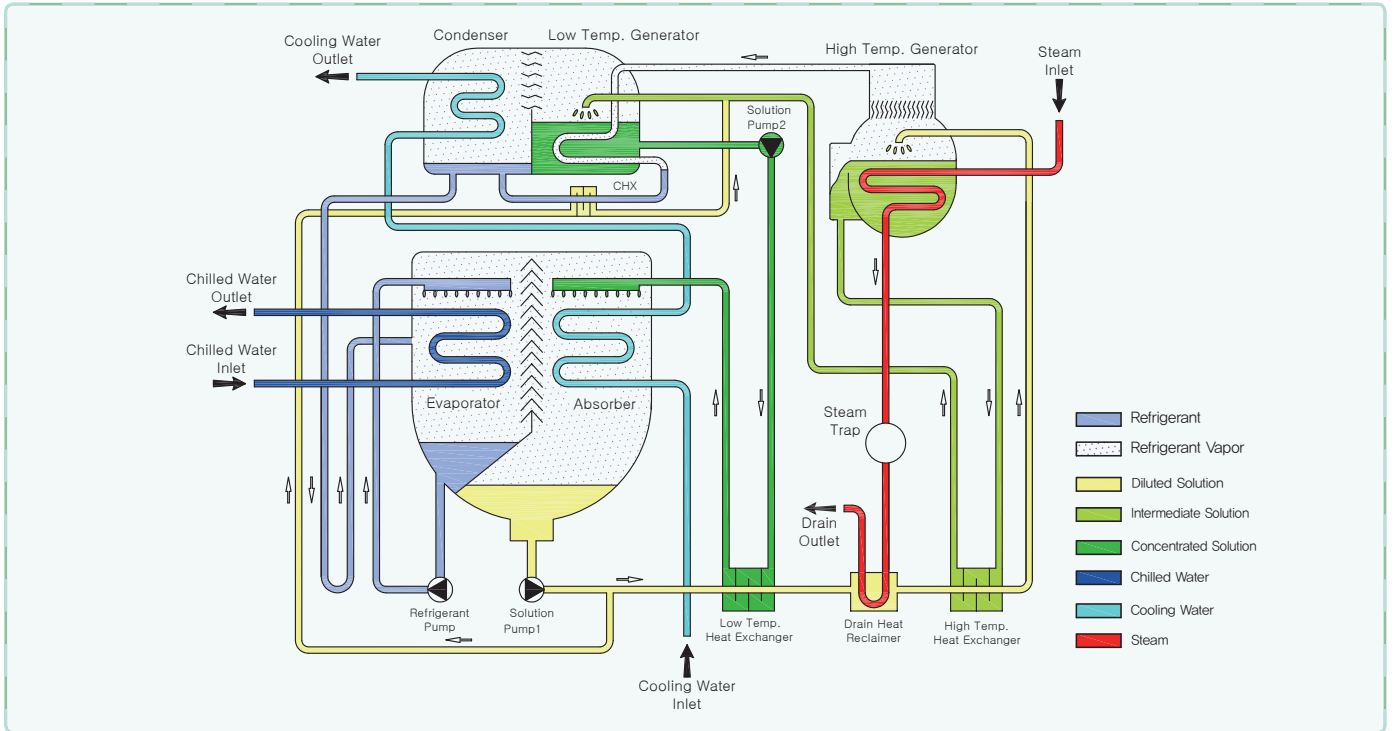 Condenser
Low Temp. Generator
Cooling Water
Outlet
High Temp. Generator
Steam
Inlet
Solution
Pump2
CHX
Chilled Water
Outlet
Chilled Water
Inlet
Evaporator
Absorber
Steam
Trap
Drain
Outlet
Refrigerant
Pump
Solution
Pump1
Low Temp.
Heat Exchanger
Drain Heat
Reclaimer
High Temp.
Heat Exchanger
Cooling Water
Inlet
Refrigerant
Refrigerant Vapor
Diluted Solution
Intermediate Solution
Concentrated Solution
Chilled Water
Cooling Water
Steam